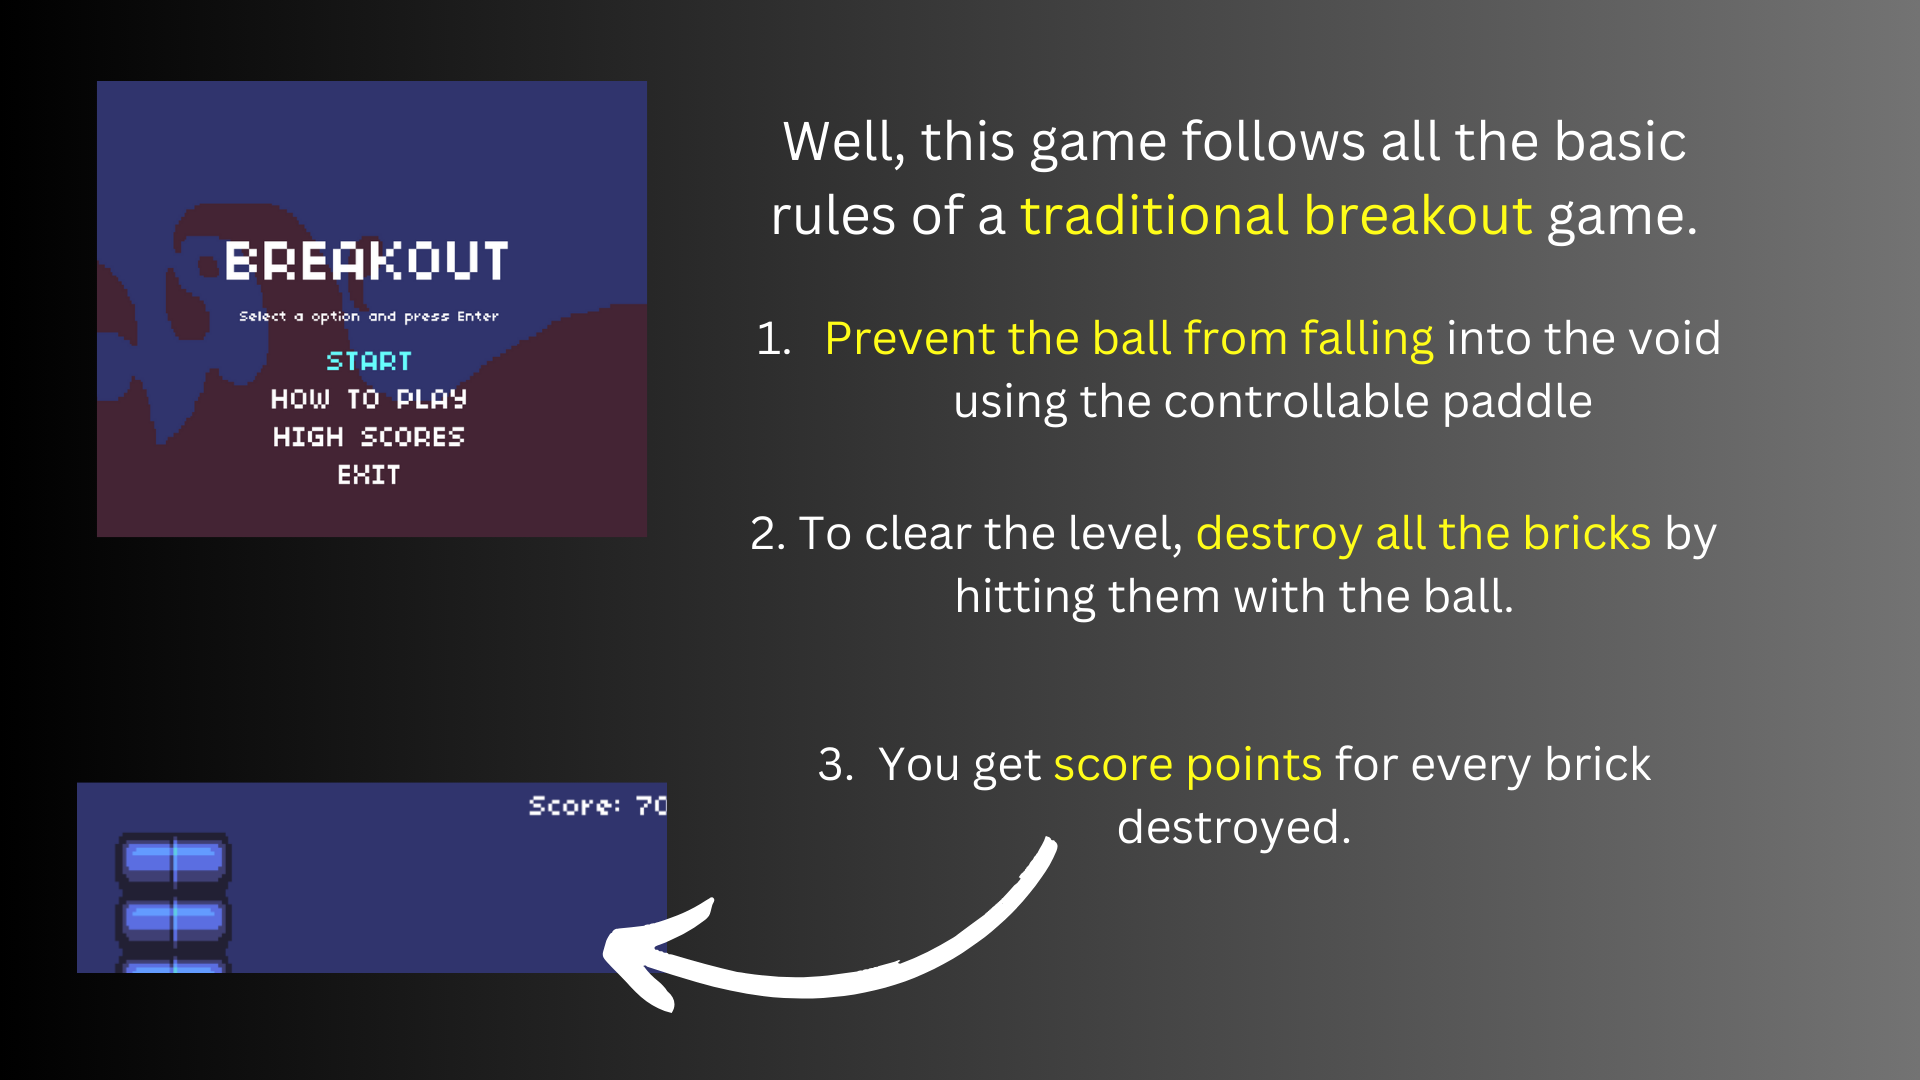 BREAKOUT
Select a option and press Enter
START
HOW TO PLAY
HIGH SCORES
EXIT
Well, this game follows all the basic
rules of a traditional breakout game.
1. Prevent the ball from falling into the void
using the controllable paddle
2. To clear the level, destroy all the bricks by
hitting them with the ball.
3. You get score points for every brick
destroyed.
Score: 70